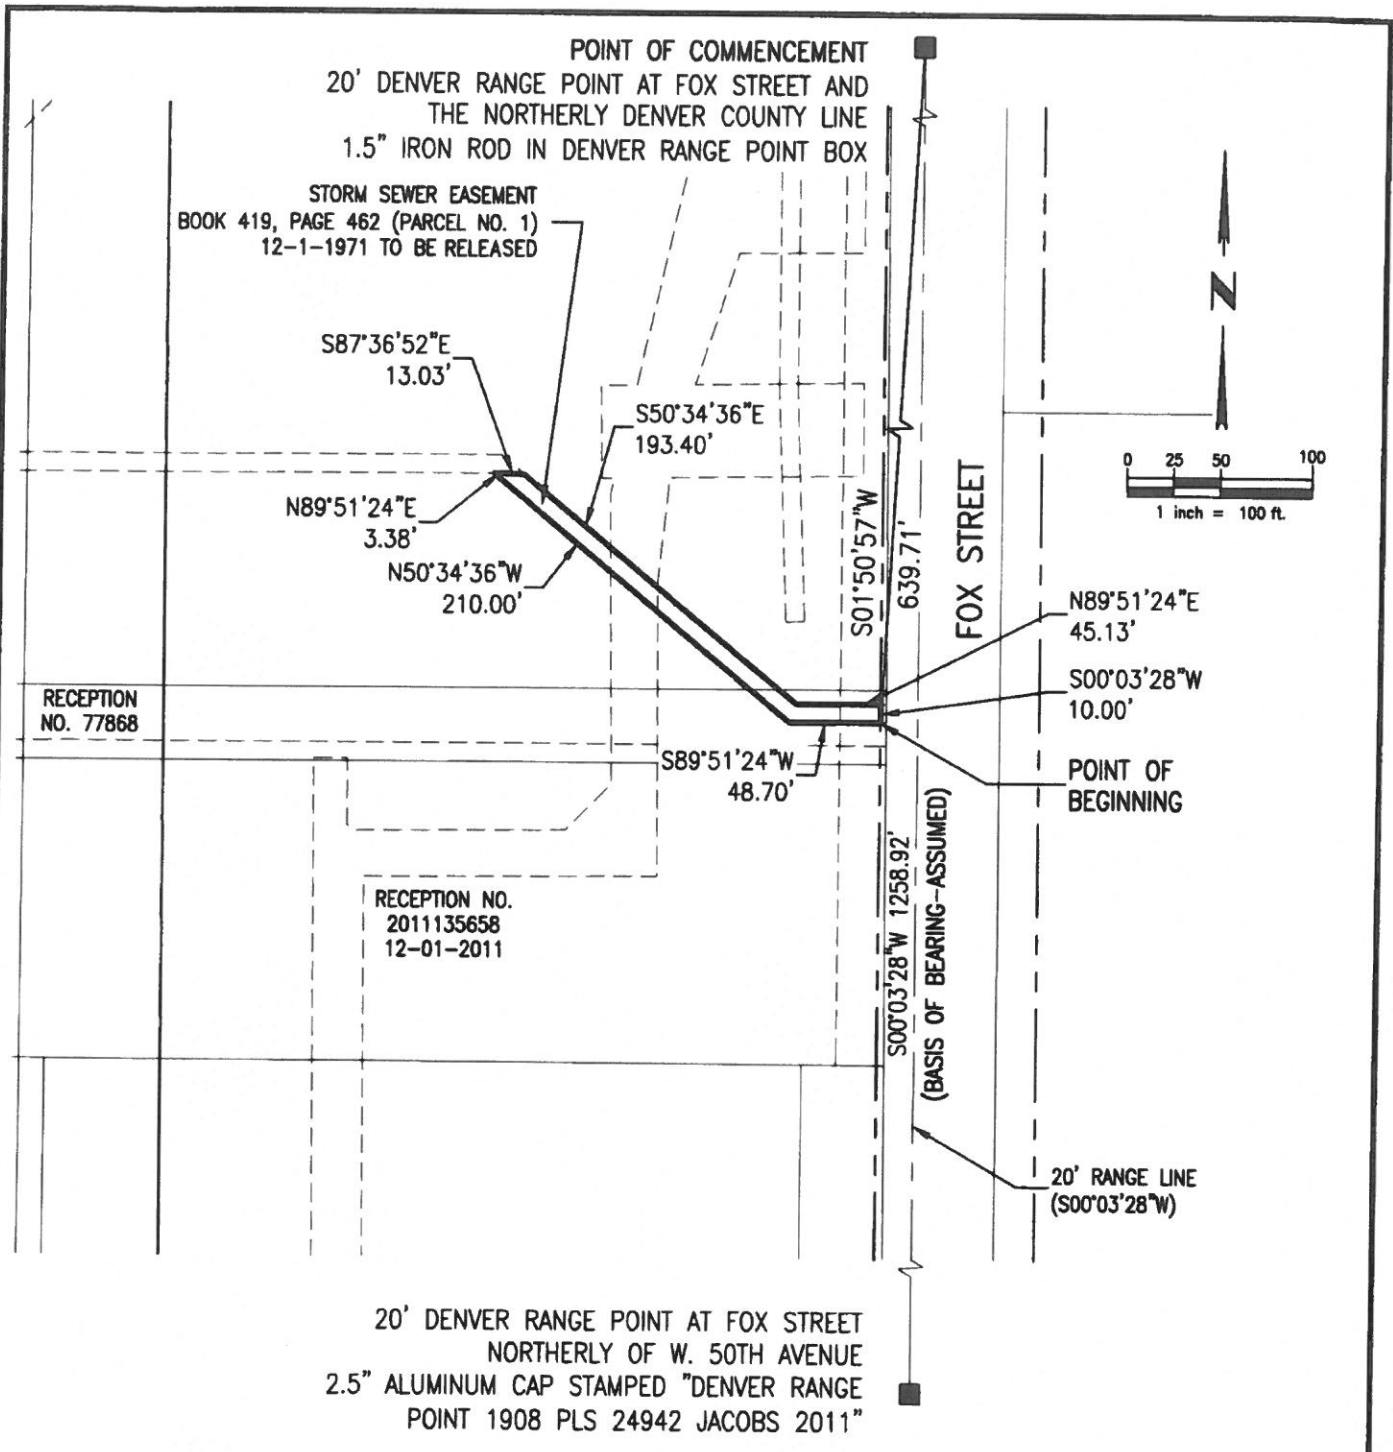 POINT OF COMMENCEMENT
20' DENVER RANGE POINT AT FOX STREET AND
THE NORTHERLY DENVER COUNTY LINE
1.5" IRON ROD IN DENVER RANGE POINT BOX
STORM SEWER EASEMENT
BOOK 419, PAGE 462 (PARCEL NO. 1)
12-1-1971 TO BE RELEASED
N
S87°36'52"E
13.03'
S50°34'36"E
193.40'
0 25 50 100
1 inch = 100 ft.
N89°51'24"E
3.38'
N50°34'36"W
210.00'
S01°50'57"W
639.71'
FOX STREET
N89°51'24"E
45.13'
S00°03'28"W
10.00'
RECEPTION
NO. 77868
S89°51'24"W
48.70'
POINT OF
BEGINNING
S00°03'28"W 1258.92'
(BASIS OF BEARING-ASSUMED)
RECEPTION NO.
2011135658
12-01-2011
20' RANGE LINE
(S00°03'28"W)
20' DENVER RANGE POINT AT FOX STREET
NORTHERLY OF W. 50TH AVENUE
2.5" ALUMINUM CAP STAMPED "DENVER RANGE
POINT 1908 PLS 24942 JACOBS 2011"